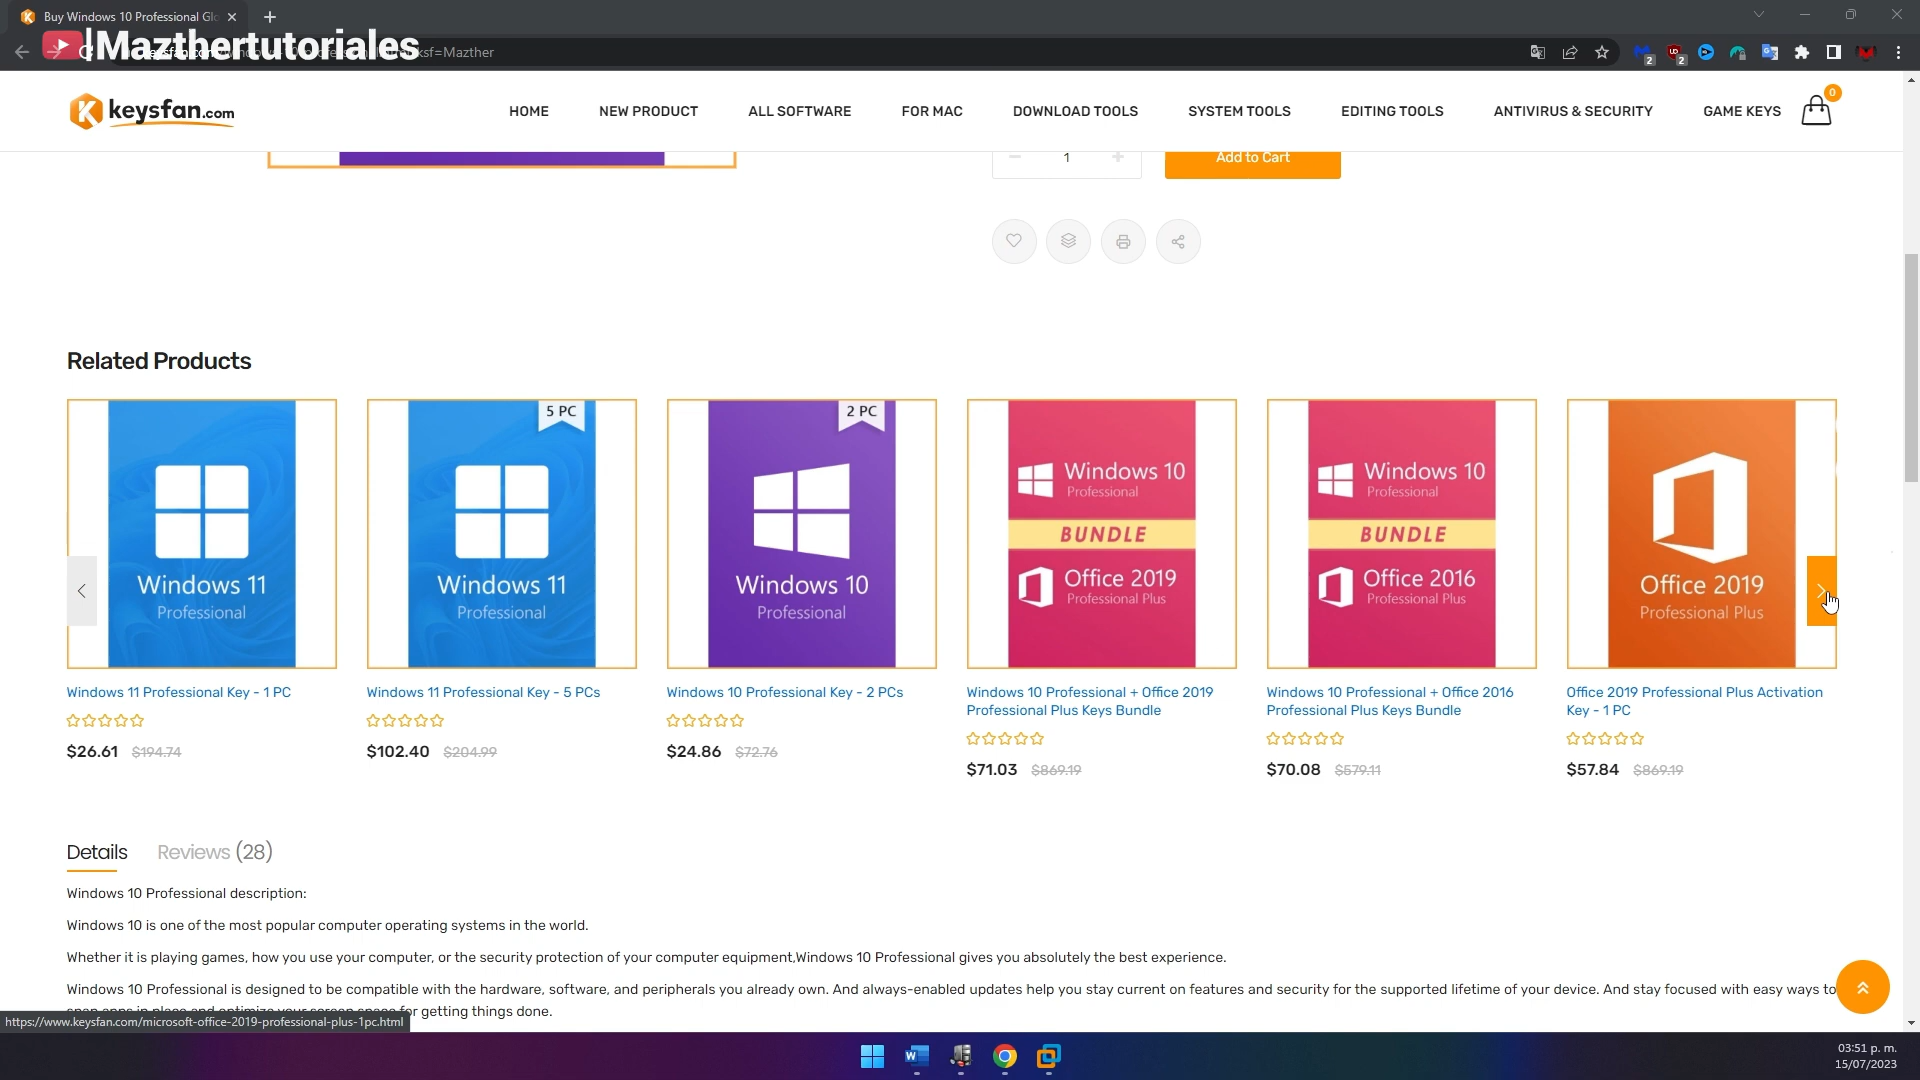 Buy Windows 10 Professional Glo
|Mazthertutoriales
ksf=Mazther
2
2
keysfan.com
HOME
NEW PRODUCT
ALL SOFTWARE
FOR MAC
DOWNLOAD TOOLS
SYSTEM TOOLS
EDITING TOOLS
ANTIVIRUS & SECURITY
GAME KEYS
0
1
Add to Cart
Related Products
Windows 11
Professional
5 PC
Windows 11
Professional
2 PC
Windows 10
Professional
Windows 10
Professional
BUNDLE
Office 2019
Professional Plus
Windows 10
Professional
BUNDLE
Office 2016
Professional Plus
Office 2019
Professional Plus
Windows 11 Professional Key - 1 PC
$26.61 $194.74
Windows 11 Professional Key - 5 PCs
$102.40 $204.99
Windows 10 Professional Key - 2 PCs
$24.86 $72.76
Windows 10 Professional + Office 2019
Professional Plus Keys Bundle
$71.03 $869.19
Windows 10 Professional + Office 2016
Professional Plus Keys Bundle
$70.08 $579.11
Office 2019 Professional Plus Activation
Key - 1 PC
$57.84 $869.19
Details
Reviews (28)
Windows 10 Professional description:
Windows 10 is one of the most popular computer operating systems in the world.
Whether it is playing games, how you use your computer, or the security protection of your computer equipment,Windows 10 Professional gives you absolutely the best experience.
Windows 10 Professional is designed to be compatible with the hardware, software, and peripherals you already own. And always-enabled updates help you stay current on features and security for the supported lifetime of your device. And stay focused with easy ways to
for getting things done.
https://www.keysfan.com/microsoft-office-2019-professional-plus-1pc.html
03:51 p. m.
15/07/2023